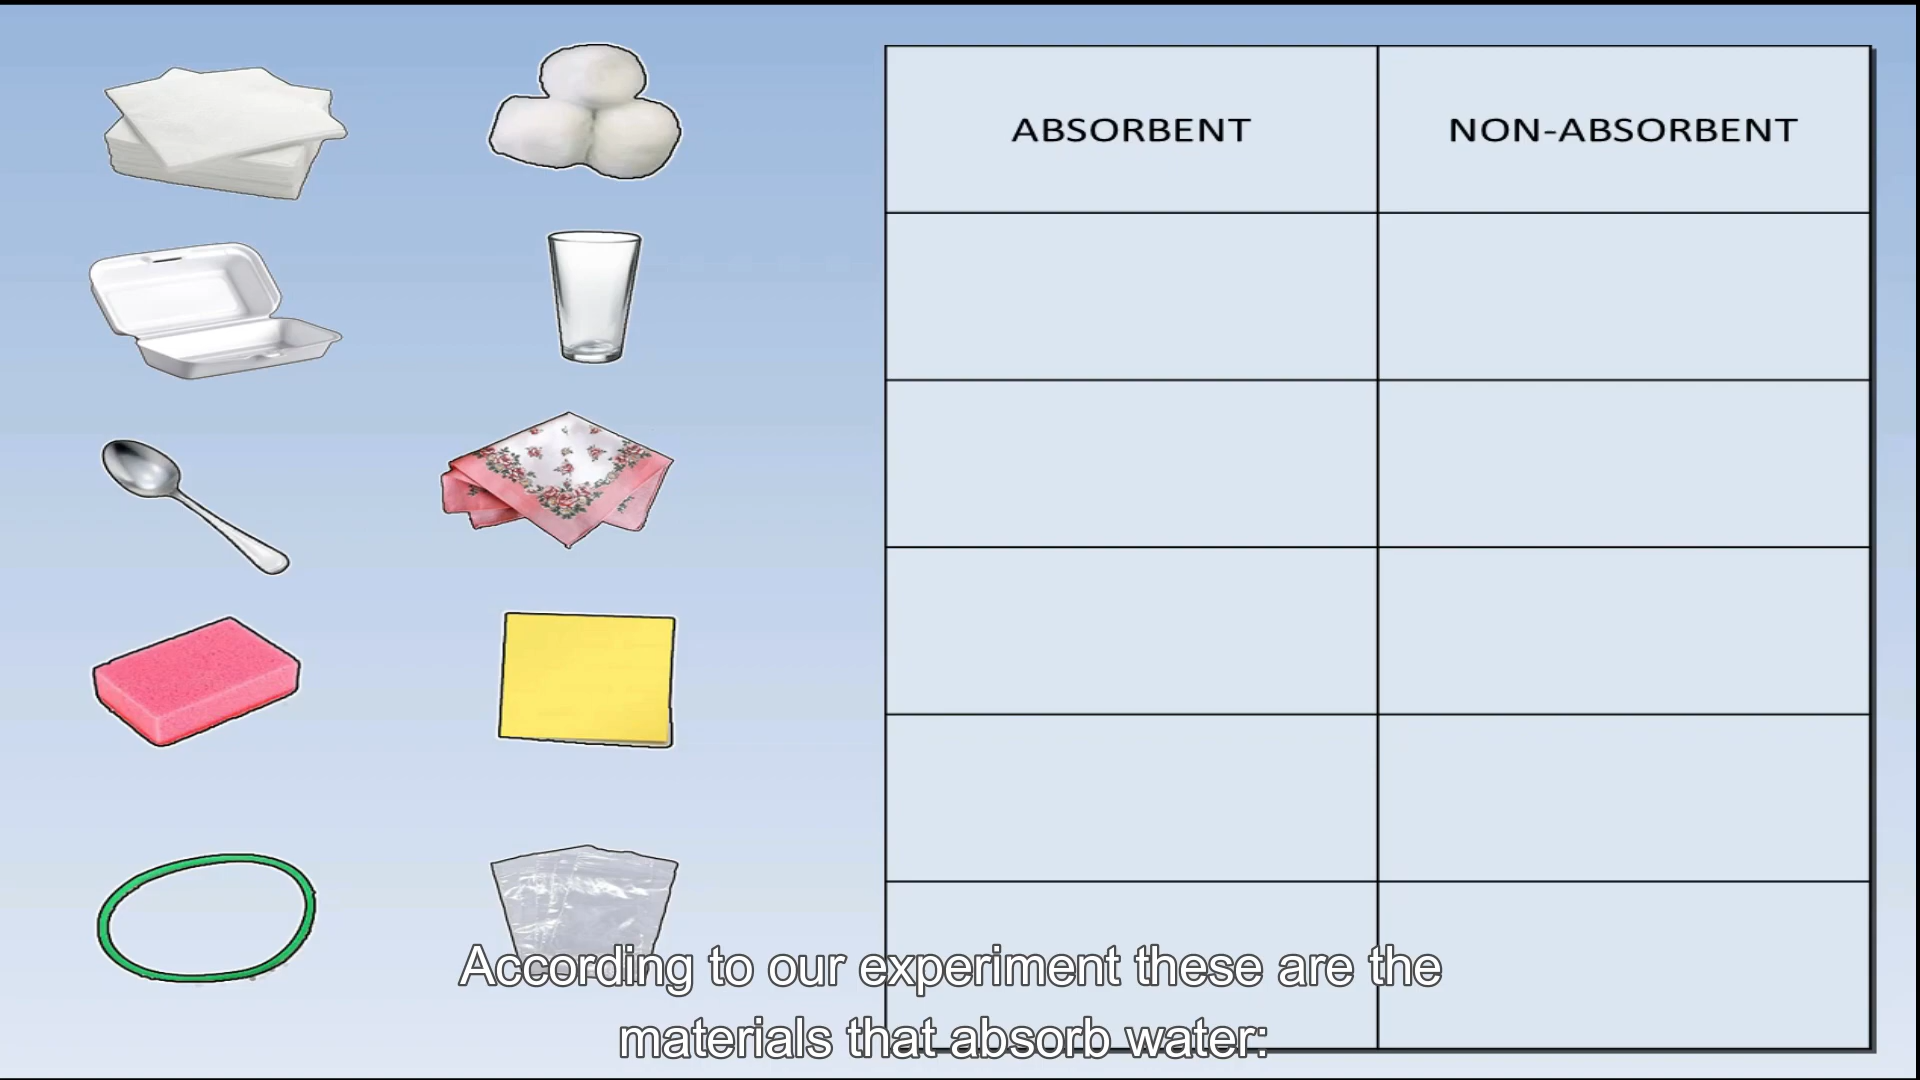 ABSORBENT
NON-ABSORBENT
According to our experiment these are the
materials that absorb water: